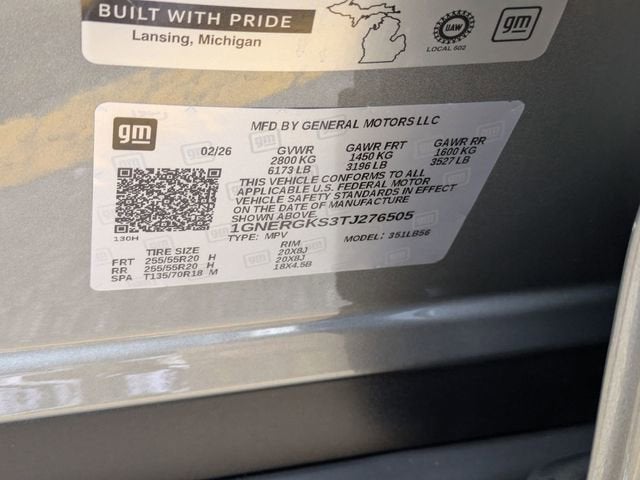 BUILT WITH PRIDE
Lansing, Michigan
UAW
LOCAL 602
gm
gm
MFD BY GENERAL MOTORS LLC
02/26 GVWR GAWR FRT GAWR RR
2800 KG 1450 KG 1600 KG
6173 LB 3196 LB 3527 LB
THIS VEHICLE CONFORMS TO ALL
APPLICABLE U.S. FEDERAL MOTOR
VEHICLE SAFETY STANDARDS IN EFFECT
ON THE DATE OF MANUFACTURE
SHOWN ABOVE.
1GNERGKS3TJ276505
130H
TYPE: MPV MODEL: 351LB56
TIRE SIZE RIM
FRT 255/55R20 H 20X8J
RR 255/55R20 H 20X8J
SPA T135/70R18 M 18X4.5B